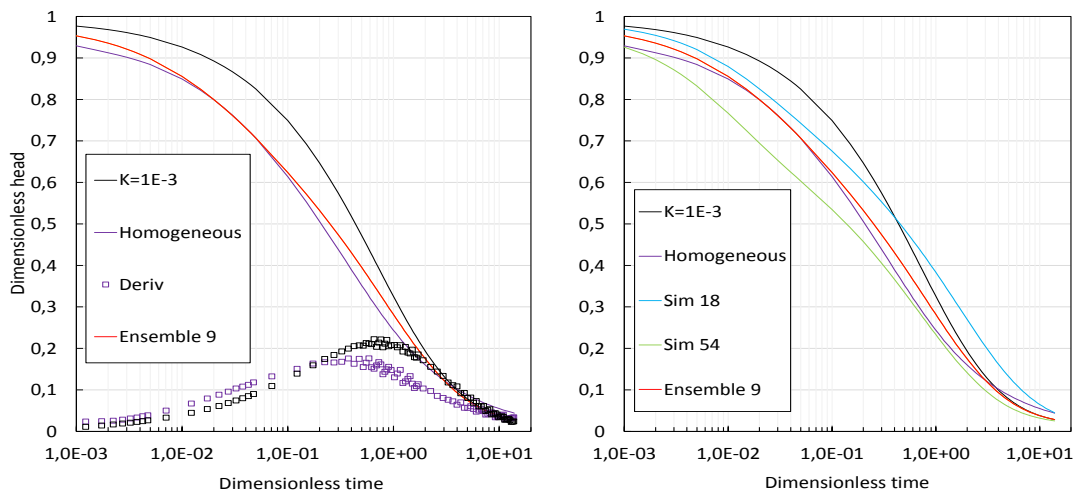 1
0,9
0,8
0,7
0,6
0,5
0,4
0,3
0,2
0,1
0
Dimensionless head
K=1E-3
Homogeneous
Deriv
Ensemble 9
1,0E-03 1,0E-02 1,0E-01 1,0E+00 1,0E+01
Dimensionless time
1
0,9
0,8
0,7
0,6
0,5
0,4
0,3
0,2
0,1
0
K=1E-3
Homogeneous
Sim 18
Sim 54
Ensemble 9
1,0E-03 1,0E-02 1,0E-01 1,0E+00 1,0E+01
Dimensionless time